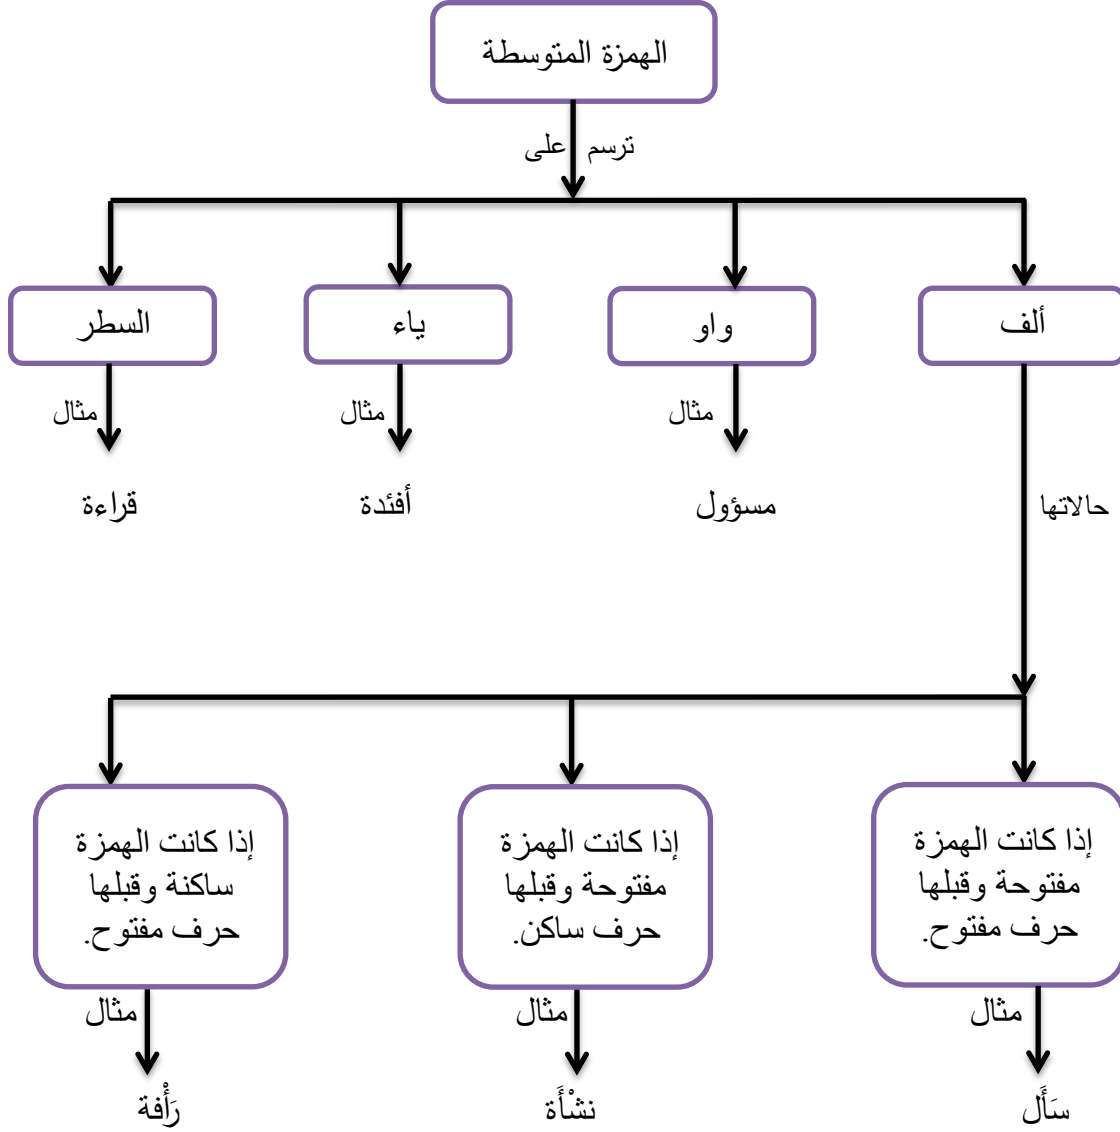 الهمزة المتوسطة
ترسم على
ألف
واو
ياء
السطر
مثال
مثال
مثال
حالاتها
مسؤول
أفئدة
قراءة
إذا كانت الهمزة
مفتوحة وقبلها
حرف مفتوح.
إذا كانت الهمزة
مفتوحة وقبلها
حرف ساكن.
إذا كانت الهمزة
ساكنة وقبلها
حرف مفتوح.
مثال
مثال
مثال
سَأَل
نشْأَة
رَأْفة